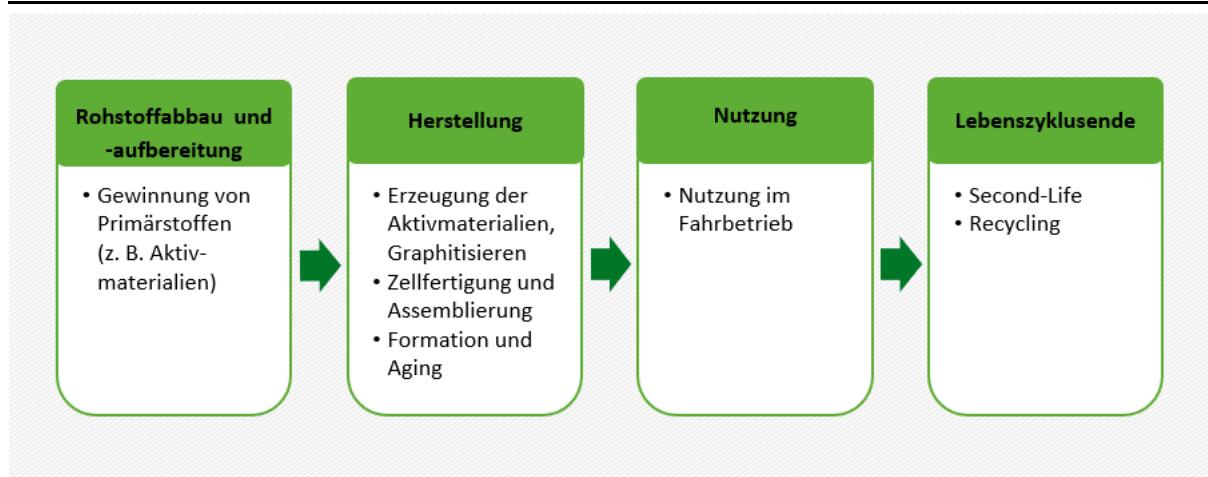 Rohstoffabbau und
-aufbereitung
• Gewinnung von
Primärstoffen
(z. B. Aktiv-
materialien)
Herstellung
• Erzeugung der
Aktivmaterialien,
Graphitisieren
• Zellfertigung und
Assemblierung
• Formation und
Aging
Nutzung
• Nutzung im
Fahrbetrieb
Lebenszyklusende
• Second-Life
• Recycling